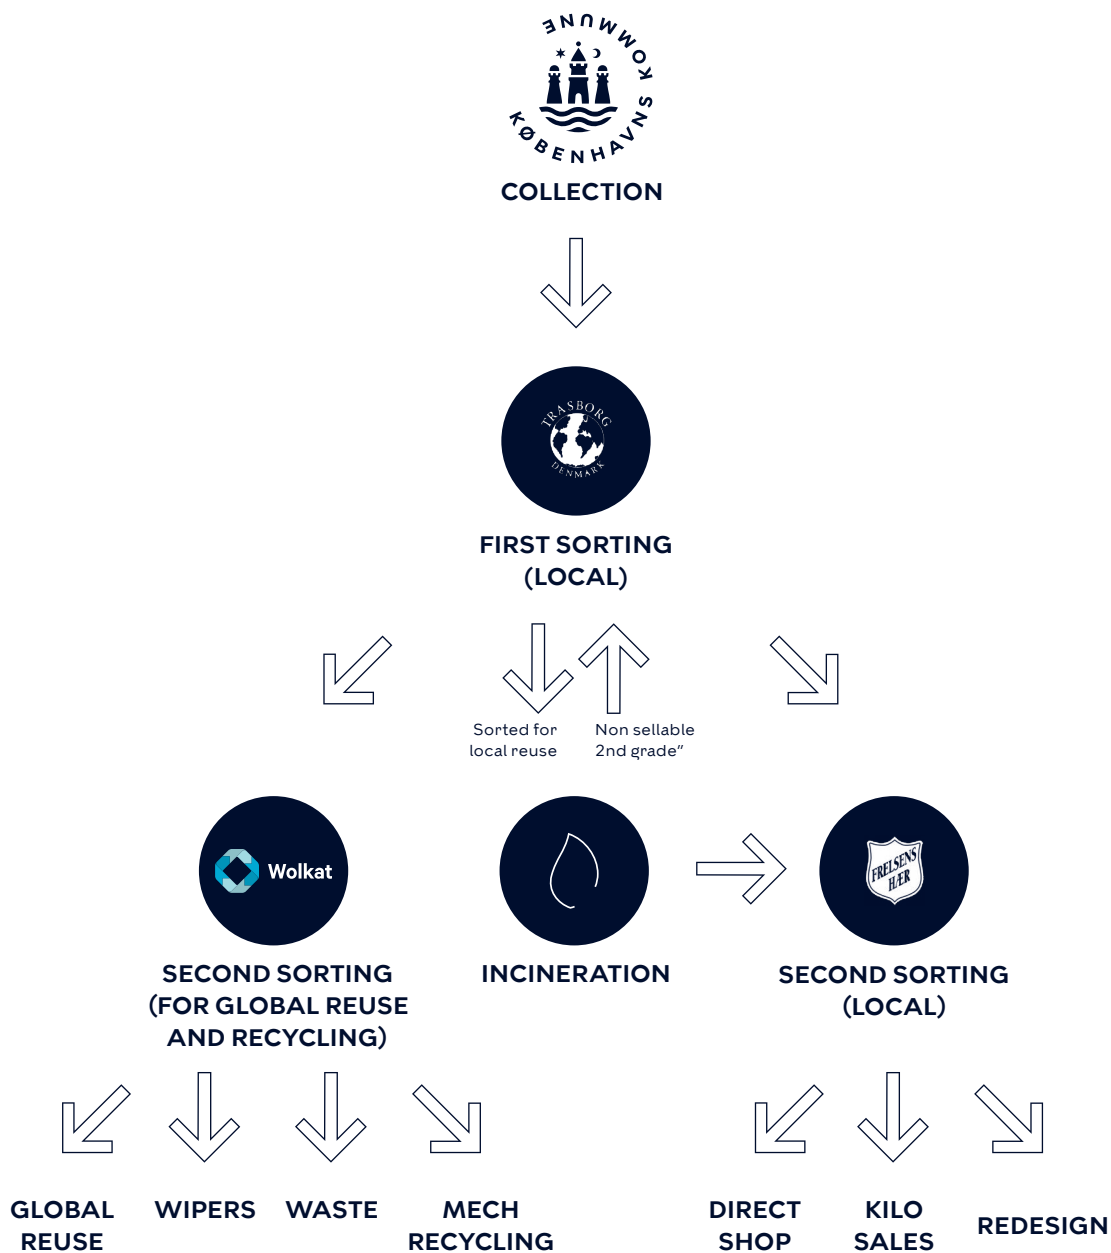 KØBENHAVNS KOMMUNE
COLLECTION
TRASBORG
DENMARK
FIRST SORTING
(LOCAL)
Sorted for
local reuse
Non sellable
2nd grade”
Wolkat
FRELSENS
HÆR
SECOND SORTING
(FOR GLOBAL REUSE
AND RECYCLING)
INCINERATION
SECOND SORTING
(LOCAL)
GLOBAL
REUSE
WIPERS
WASTE
MECH
RECYCLING
DIRECT
SHOP
KILO
SALES
REDESIGN